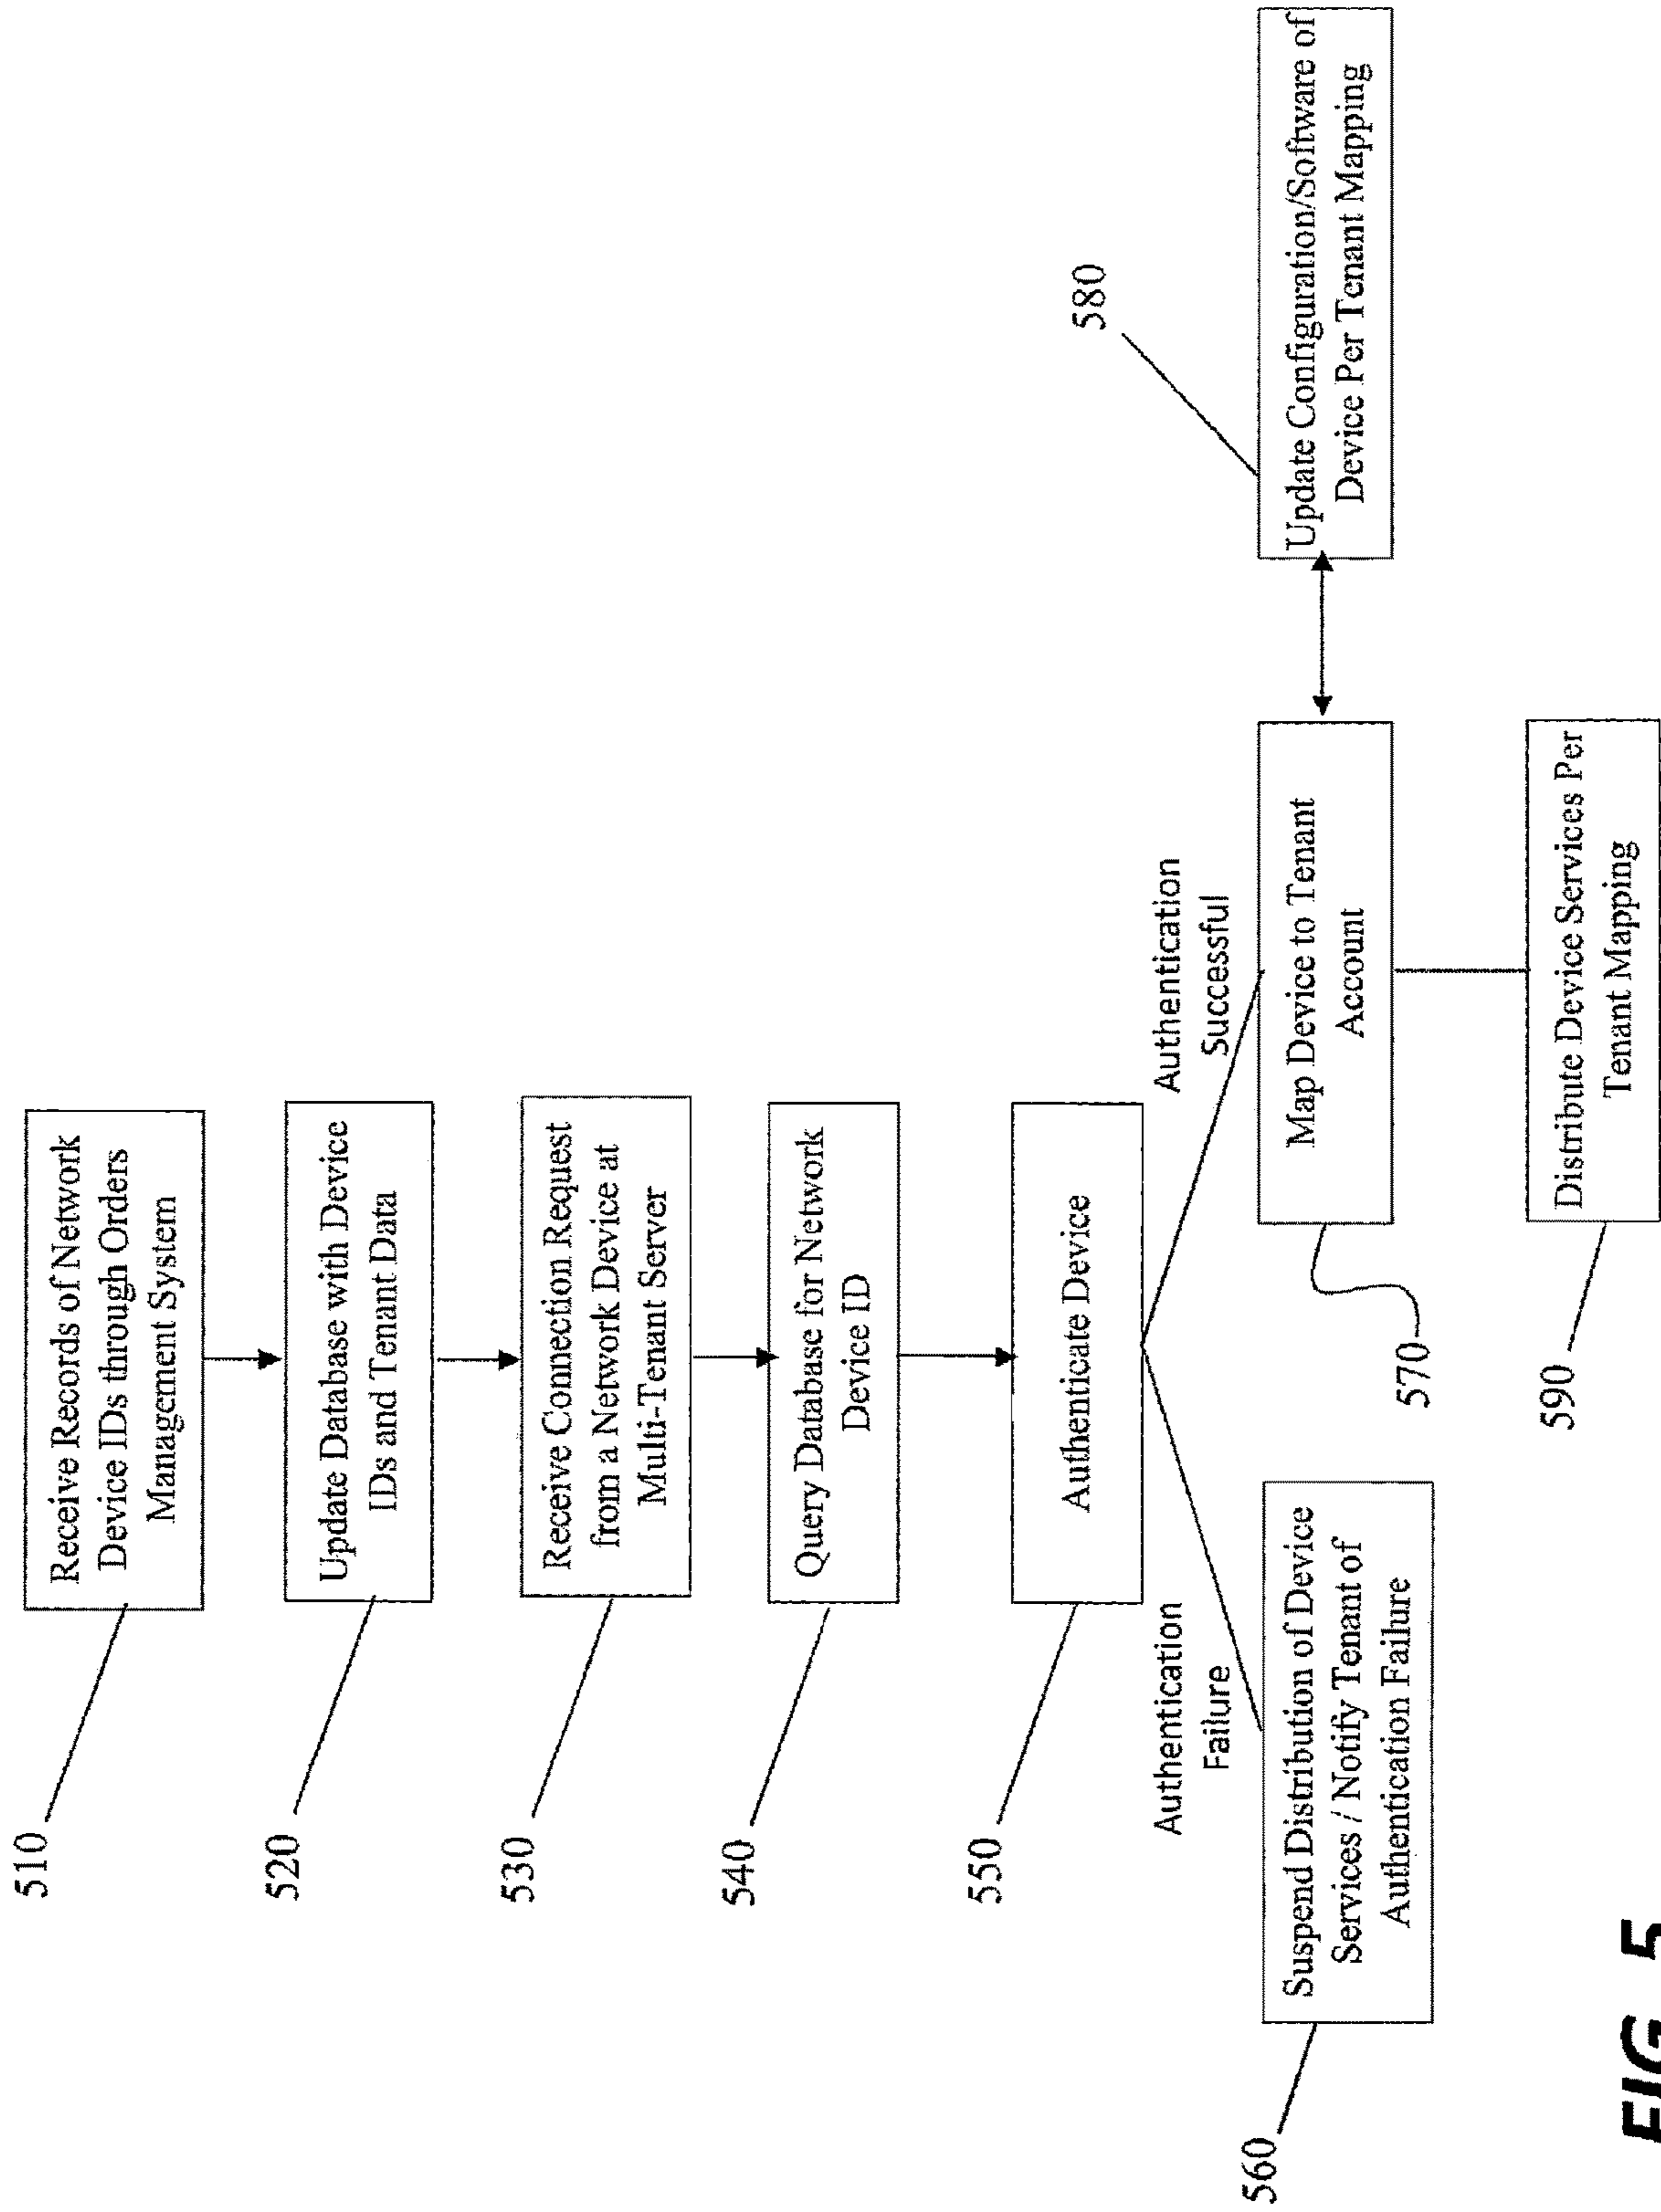 510
Receive Records of Network
Device IDs through Orders
Management System
520
Update Database with Device
IDs and Tenant Data
530
Receive Connection Request
from a Network Device at
Multi-Tenant Server
540
Query Database for Network
Device ID
550
Authenticate Device
Authentication
Failure
Authentication
Successful
560
Suspend Distribution of Device
Services / Notify Tenant of
Authentication Failure
570
Map Device to Tenant
Account
580
Update Configuration/Software of
Device Per Tenant Mapping
590
Distribute Device Services Per
Tenant Mapping
FIG. 5